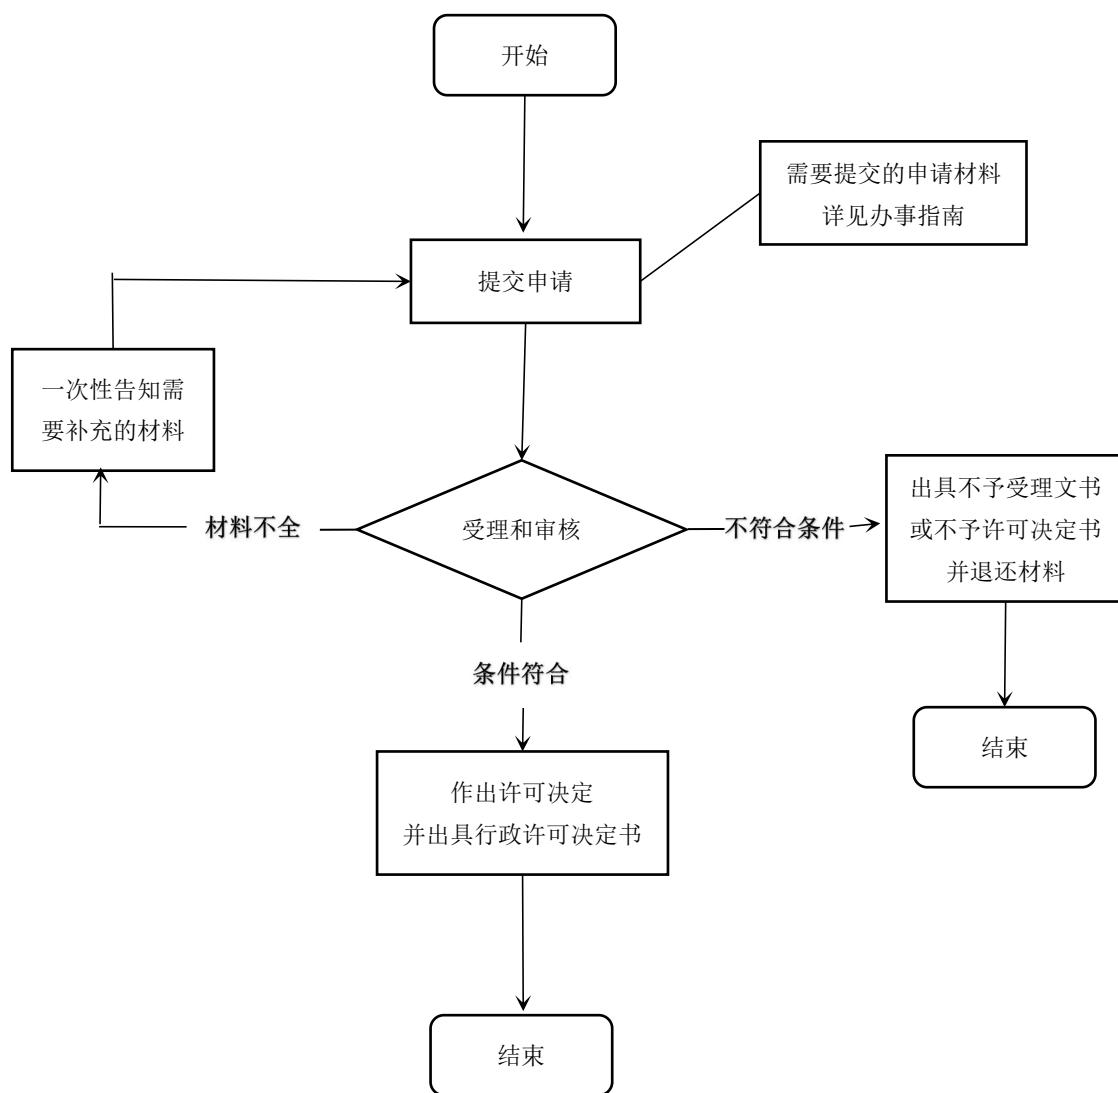 开始
需要提交的申请材料
详见办事指南
提交申请
一次性告知需
要补充的材料
材料不全
受理和审核
不符合条件
出具不予受理文书
或不予许可决定书
并退还材料
条件符合
结束
作出许可决定
并出具行政许可决定书
结束